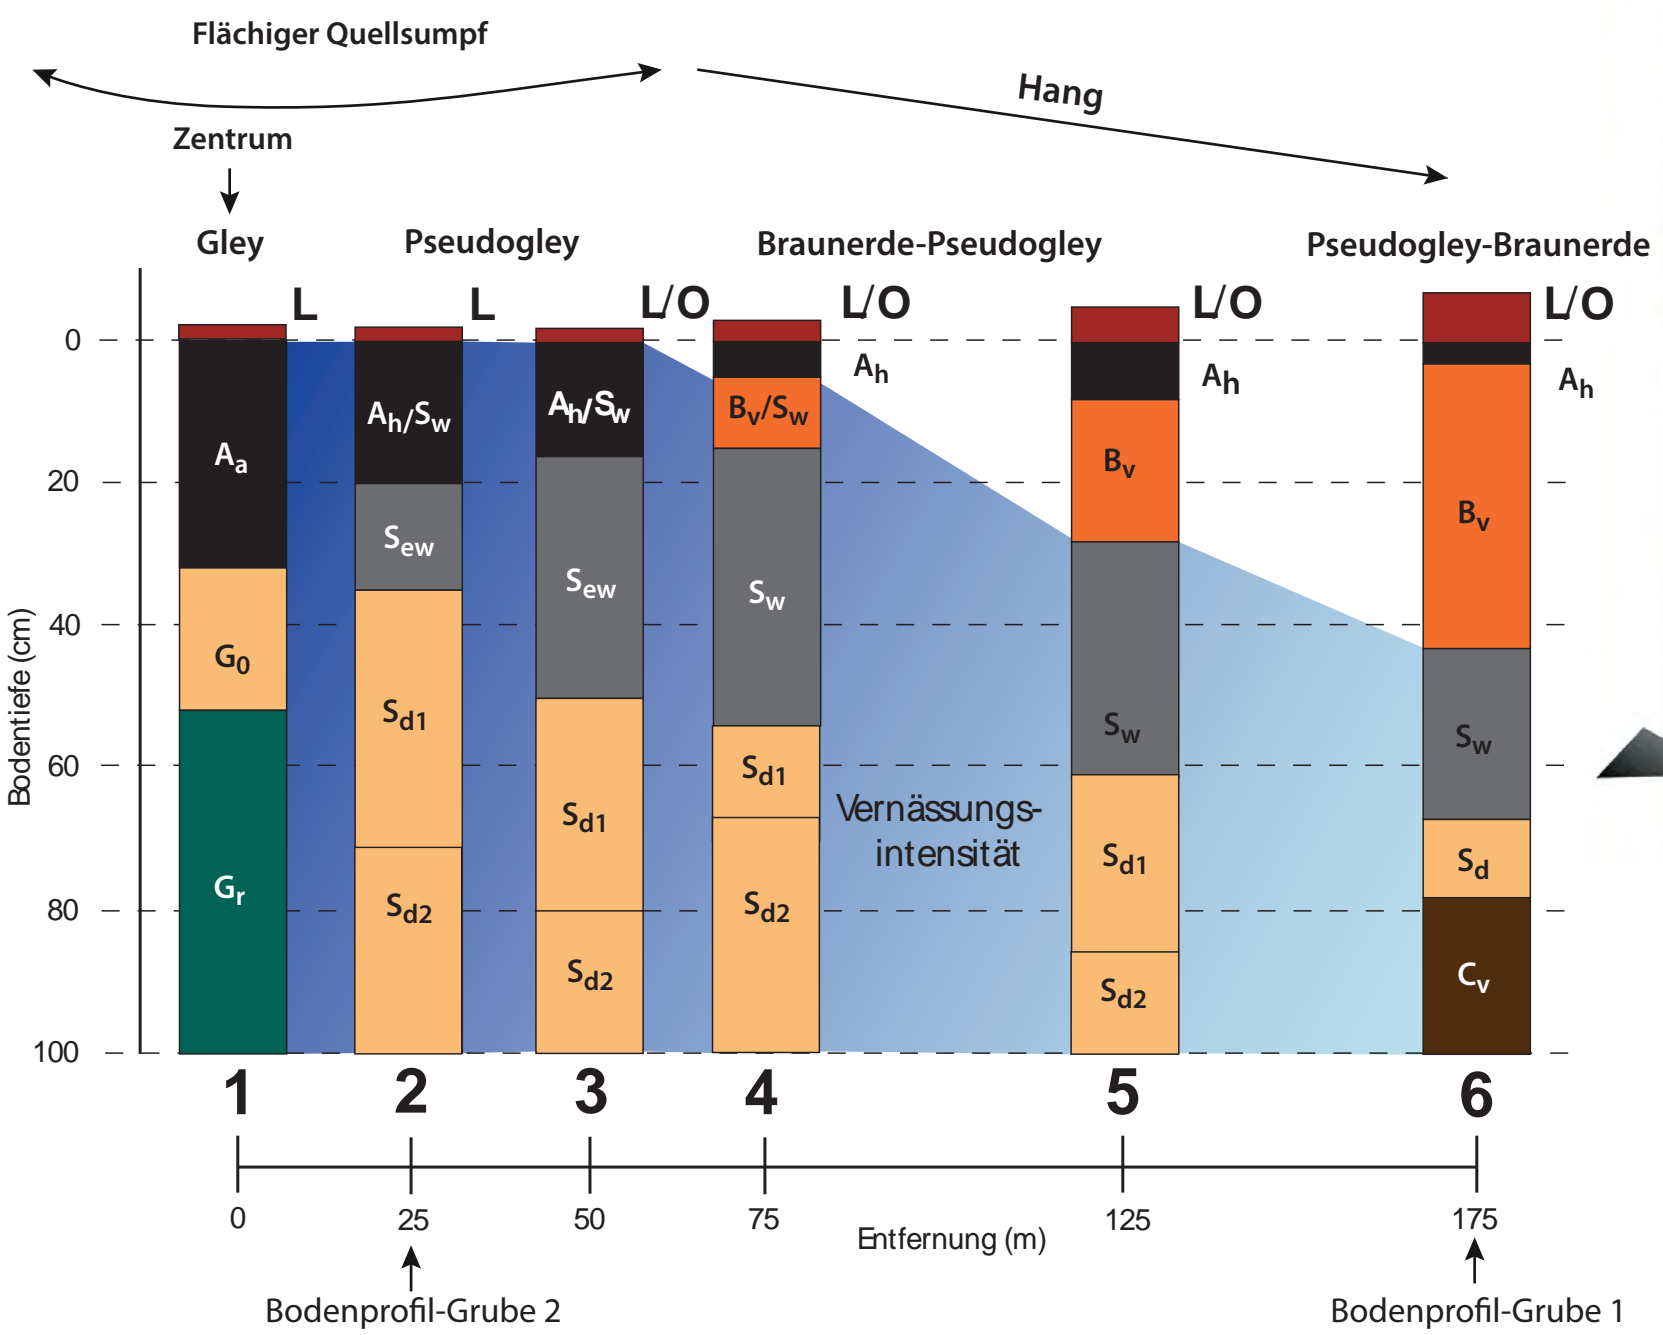 Flächiger Quellsumpf
Hang
Zentrum
Gley
Pseudogley
Braunerde-Pseudogley
Pseudogley-Braunerde
L
L
L/O
L/O
L/O
L/O
Bodentiefe (cm)
0
20
40
60
80
100
Aa
G0
Gr
Ah/Sw
Sew
Sd1
Sd2
Ah/Sw
Sew
Sd1
Sd2
Ah
Bv/Sw
Sw
Sd1
Sd2
Vernässungs-
intensität
Ah
Bv
Sw
Sd1
Sd2
Ah
Bv
Sw
Sd
Cv
1
2
3
4
5
6
0
25
50
75
125
175
Entfernung (m)
Bodenprofil-Grube 2
Bodenprofil-Grube 1